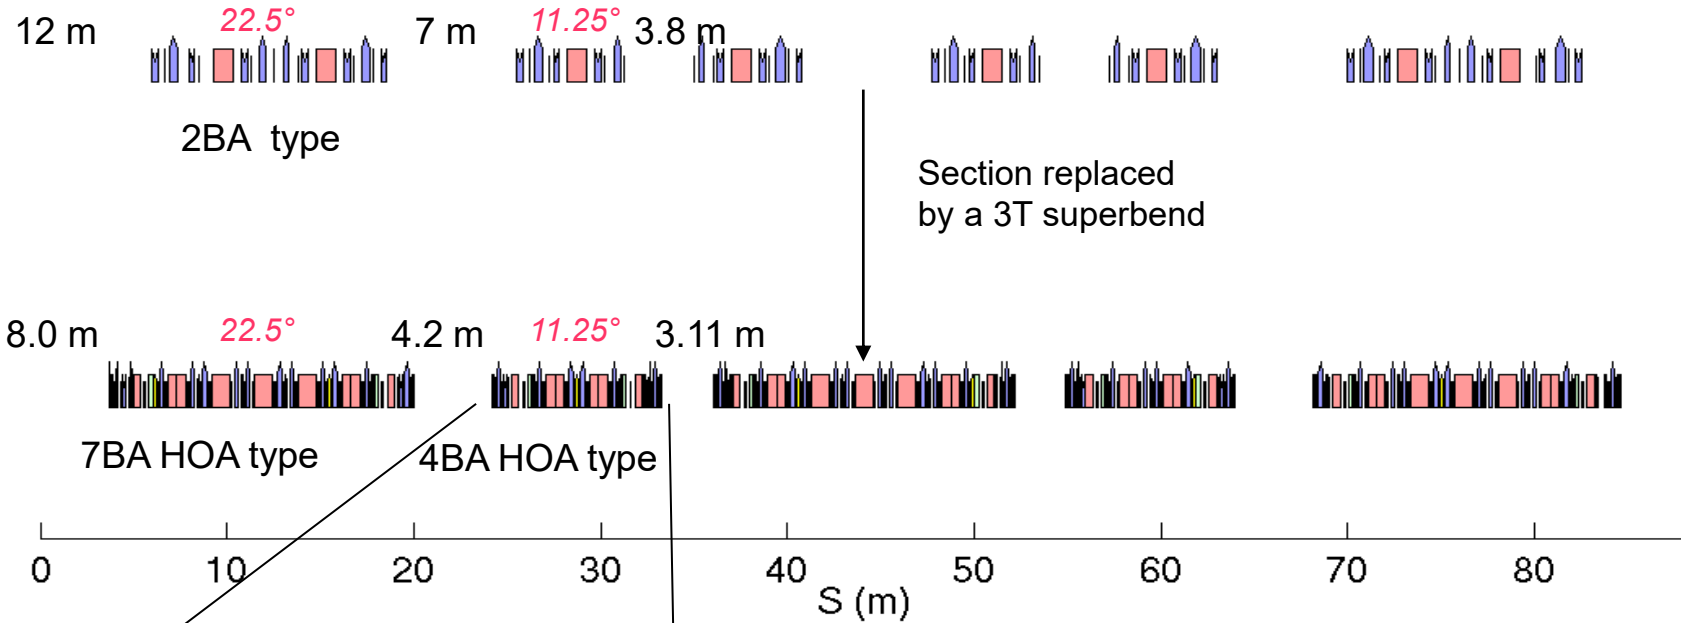 12 m 22.5° 7 m 11.25° 3.8 m
2BA type
Section replaced
by a 3T superbend
8.0 m 22.5° 4.2 m 11.25° 3.11 m
7BA HOA type 4BA HOA type
0 10 20 30 40 50 60 70 80
S (m)